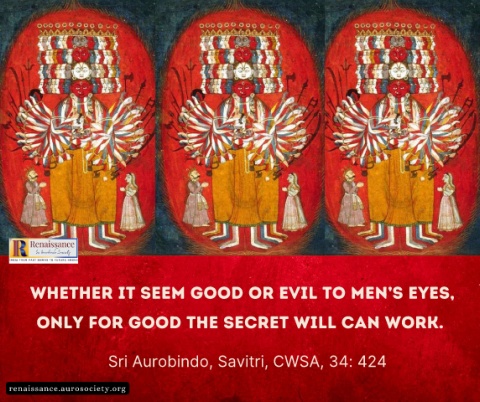 Renaissance
WHETHER IT SEEM GOOD OR EVIL TO MEN'S EYES,
ONLY FOR GOOD THE SECRET WILL CAN WORK.
Sri Aurobindo, Savitri, CWSA, 34: 424
renaissance.aurosociety.org